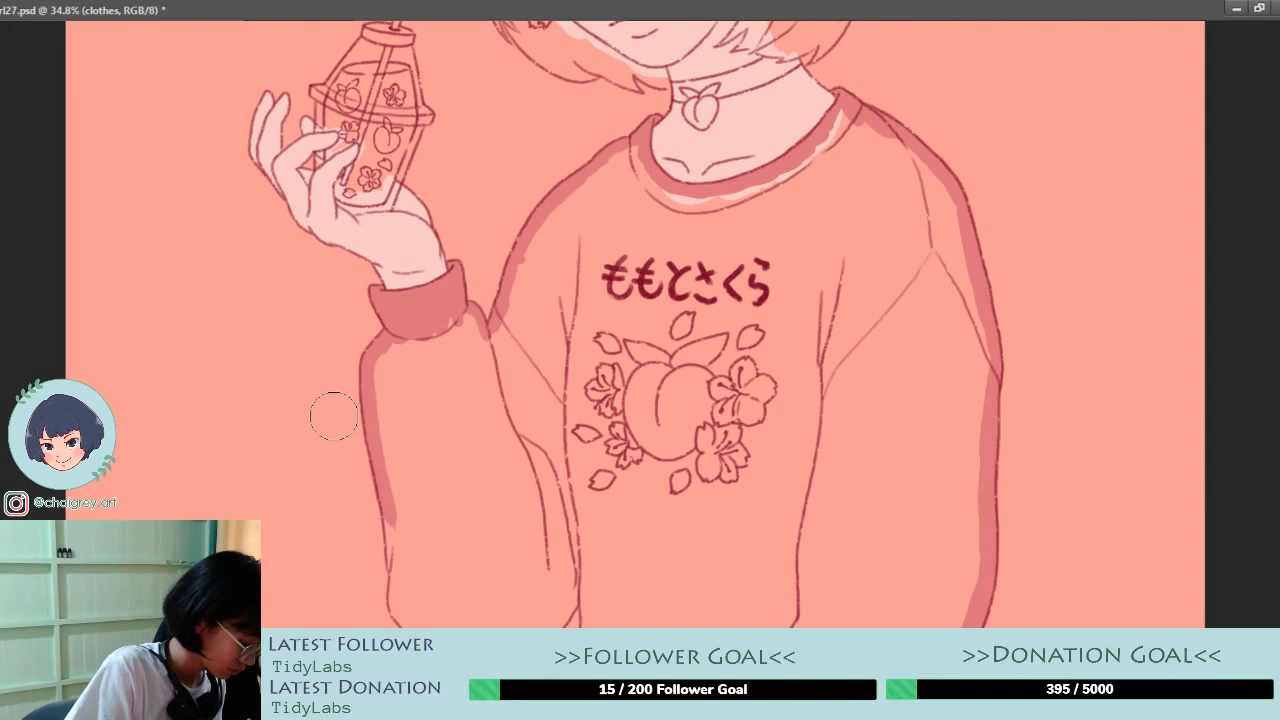 rl27.psd @ 34.8% (clothes, RGB/8) *
ももとさくら
@chaigrey.art
LATEST FOLLOWER
TidyLabs
LATEST DONATION
TidyLabs
>>FOLLOWER GOAL<<
15 / 200 Follower Goal
>>DONATION GOAL<<
395 / 5000